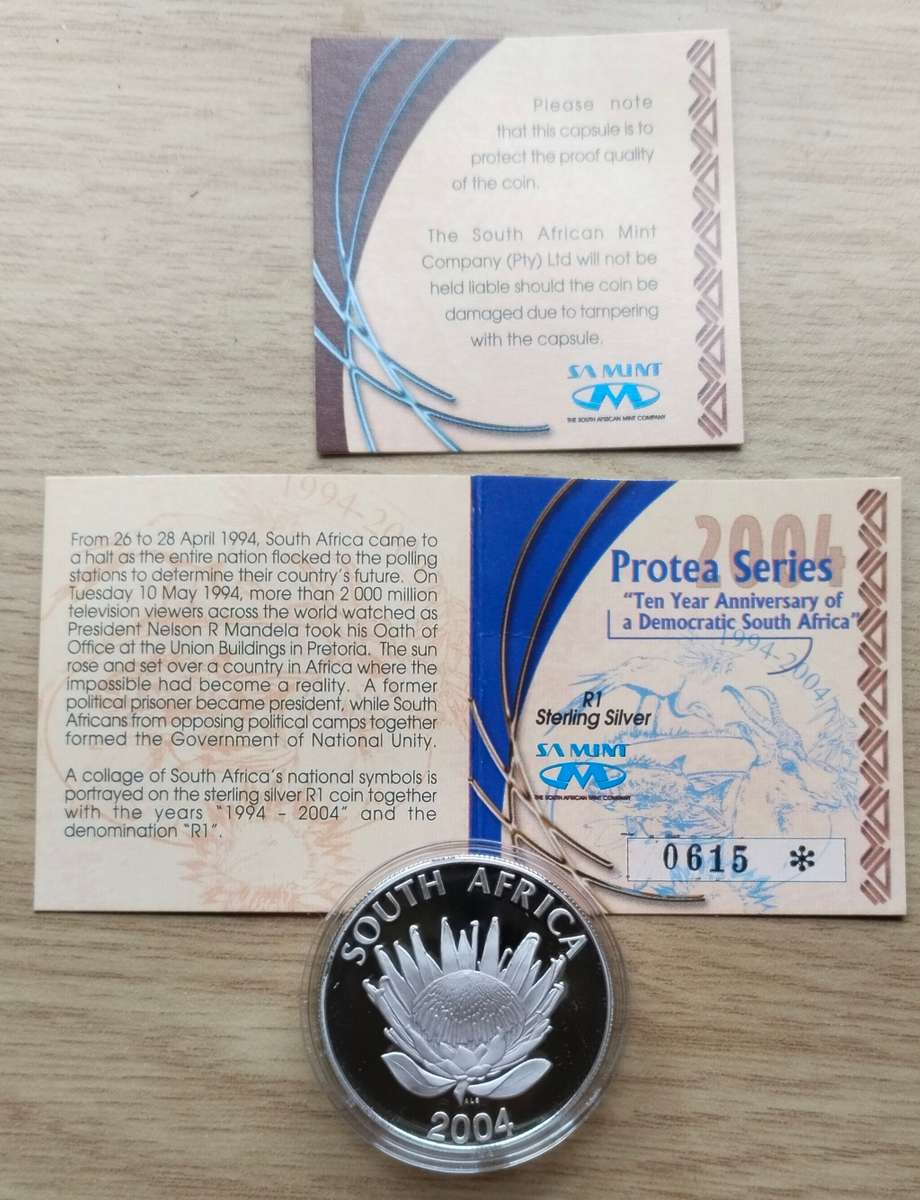 Please note
that this capsule is to
protect the proof quality
of the coin.
The South African Mint
Company (Pty) Ltd will not be
held liable should the coin be
damaged due to tampering
with the capsule.
SA MINT
THE SOUTH AFRICAN MINT COMPANY
1994-2004
From 26 to 28 April 1994, South Africa came to
a halt as the entire nation flocked to the polling
stations to determine their country's future. On
Tuesday 10 May 1994, more than 2 000 million
television viewers across the world watched as
President Nelson R Mandela took his Oath of
Office at the Union Buildings in Pretoria. The sun
rose and set over a country in Africa where the
impossible had become a reality. A former
political prisoner became president, while South
Africans from opposing political camps together
formed the Government of National Unity.
A collage of South Africa's national symbols is
portrayed on the sterling silver R1 coin together
with the years "1994 - 2004" and the
denomination "R1".
2004
Protea Series
"Ten Year Anniversary of
a Democratic South Africa"
1994-2004
R1
Sterling Silver
SA MINT
THE SOUTH AFRICAN MINT COMPANY
0615 *
SOUTH AFRICA
ALS
2004